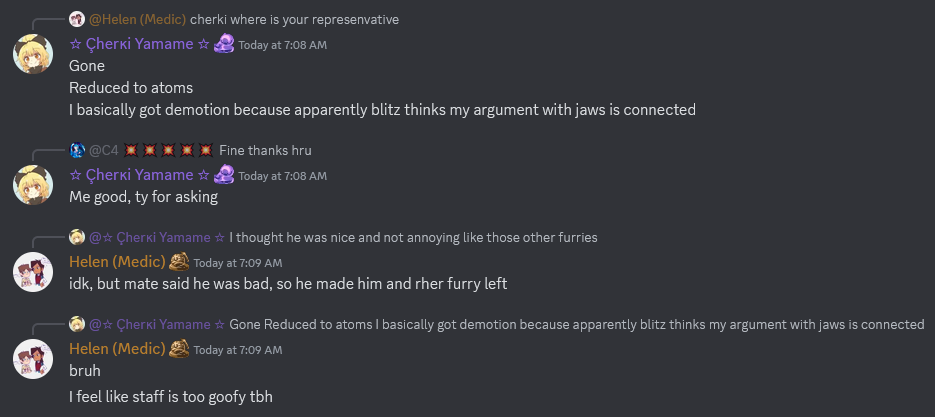 @Helen (Medic) cherki where is your represenvative
☆ Çherкi Yamame ☆ Today at 7:08 AM
Gone
Reduced to atoms
I basically got demotion because apparently blitz thinks my argument with jaws is connected
@C4 💥💥💥💥💥 Fine thanks hru
☆ Çherкi Yamame ☆ Today at 7:08 AM
Me good, ty for asking
@☆ Çherкi Yamame ☆ I thought he was nice and not annoying like those other furries
Helen (Medic) Today at 7:09 AM
idk, but mate said he was bad, so he made him and rher furry left
@☆ Çherкi Yamame ☆ Gone Reduced to atoms I basically got demotion because apparently blitz thinks my argument with jaws is connected
Helen (Medic) Today at 7:09 AM
bruh
I feel like staff is too goofy tbh